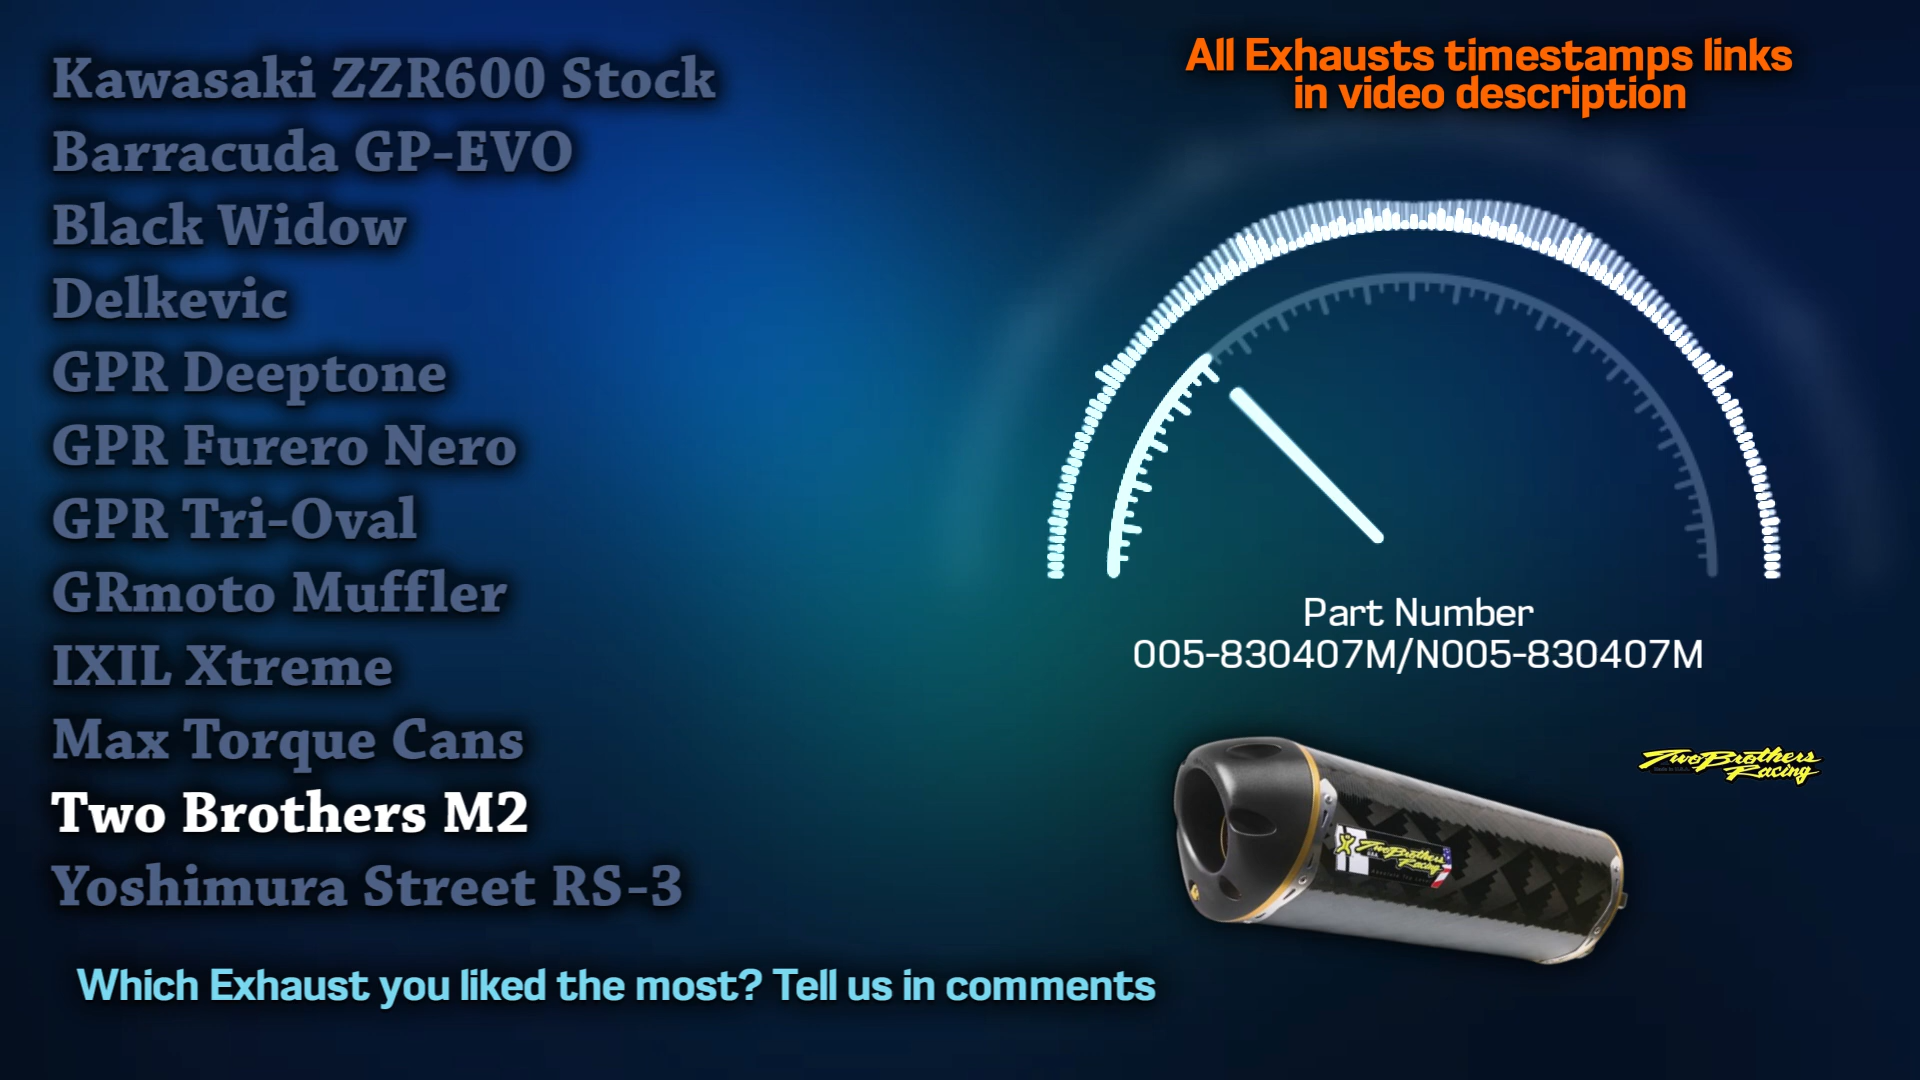 Kawasaki ZZR600 Stock
Barracuda GP-EVO
Black Widow
Delkevic
GPR Deeptone
GPR Furero Nero
GPR Tri-Oval
GRmoto Muffler
IXIL Xtreme
Max Torque Cans
Two Brothers M2
Yoshimura Street RS-3
Which Exhaust you liked the most? Tell us in comments
All Exhausts timestamps links
in video description
Part Number
005-830407M/N005-830407M
Two Brothers
Racing
Two Brothers
Racing